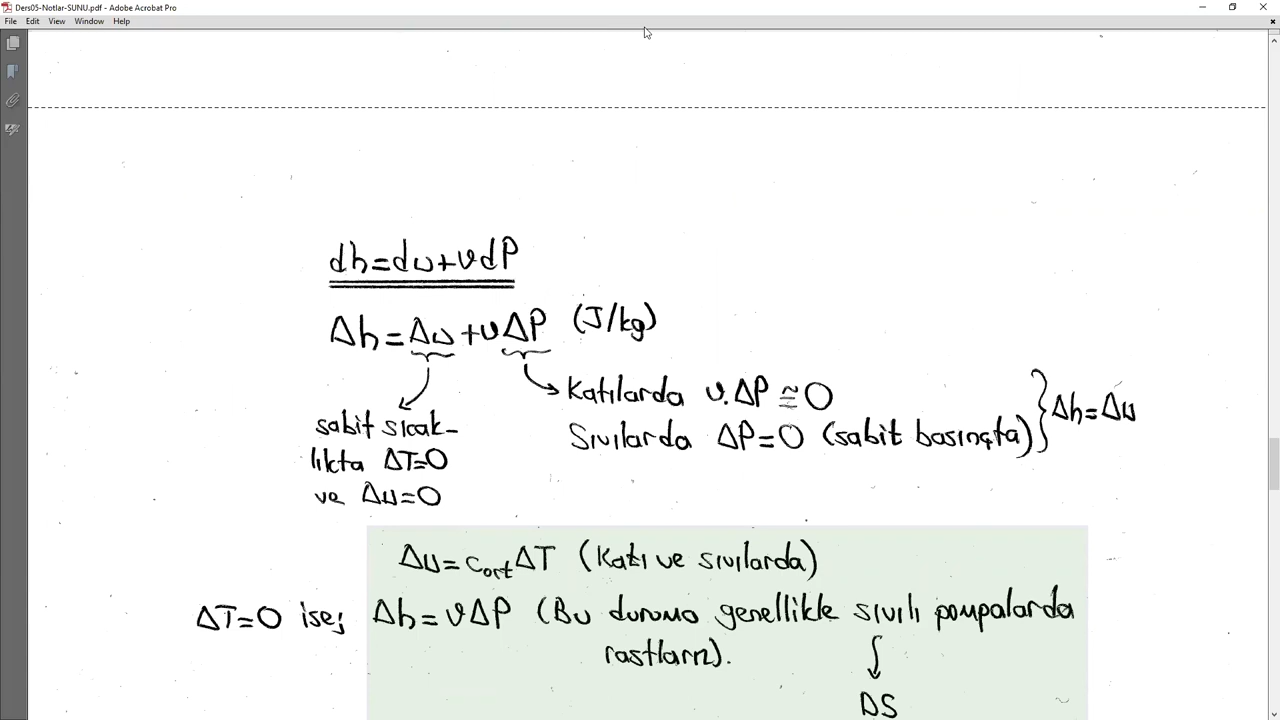 Ders05-Notlar-SUNU.pdf - Adobe Acrobat Pro
File Edit View Window Help
dh=du+vdP
Δh=Δu+vΔP (J/kg)
Katılarda v.ΔP ≅ 0
Sıvılarda ΔP=0 (sabit basınçta)
} Δh=Δu
sabit sıcak-
lıkta ΔT=0
ve Δu=0
Δu=cortΔT (Katı ve sıvılarda)
ΔT=0 ise; Δh=vΔP (Bu duruma genellikle sıvılı pompalarda
rastlarız).
DS